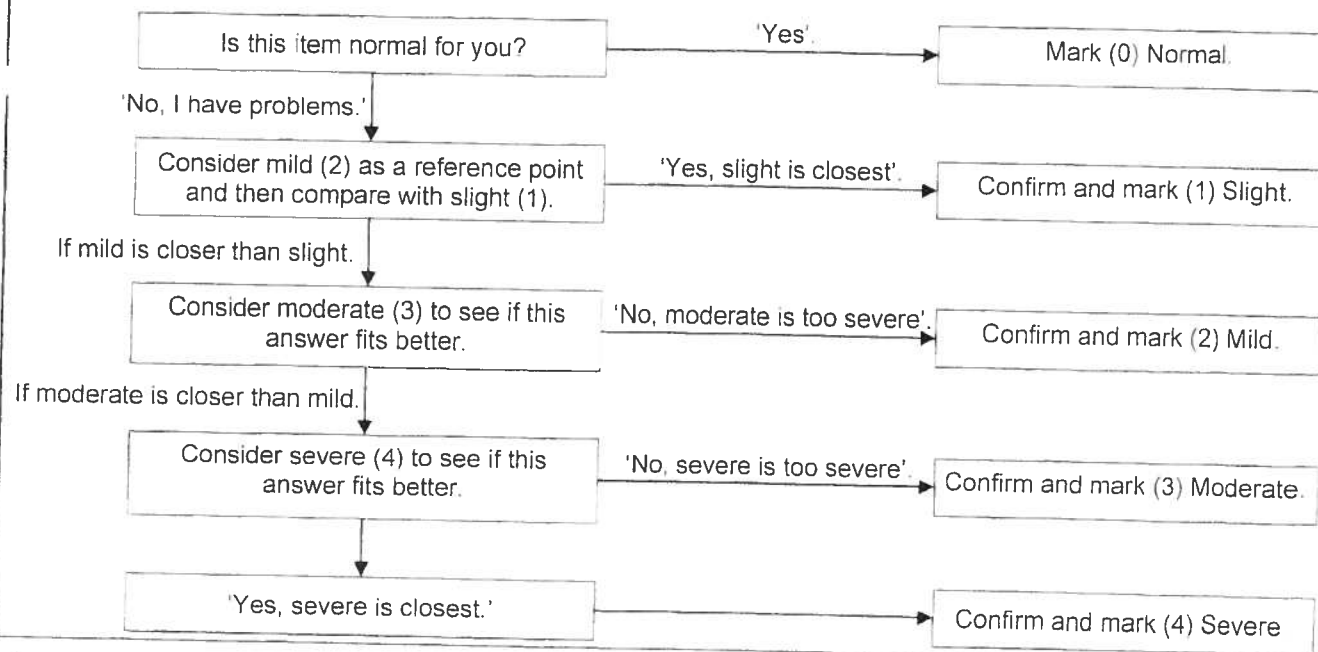 Is this item normal for you?
'Yes'.
Mark (0) Normal.
'No, I have problems.'
Consider mild (2) as a reference point
and then compare with slight (1).
'Yes, slight is closest'.
Confirm and mark (1) Slight.
If mild is closer than slight.
Consider moderate (3) to see if this
answer fits better.
'No, moderate is too severe'.
Confirm and mark (2) Mild.
If moderate is closer than mild.
Consider severe (4) to see if this
answer fits better.
'No, severe is too severe'.
Confirm and mark (3) Moderate.
'Yes, severe is closest.'
Confirm and mark (4) Severe